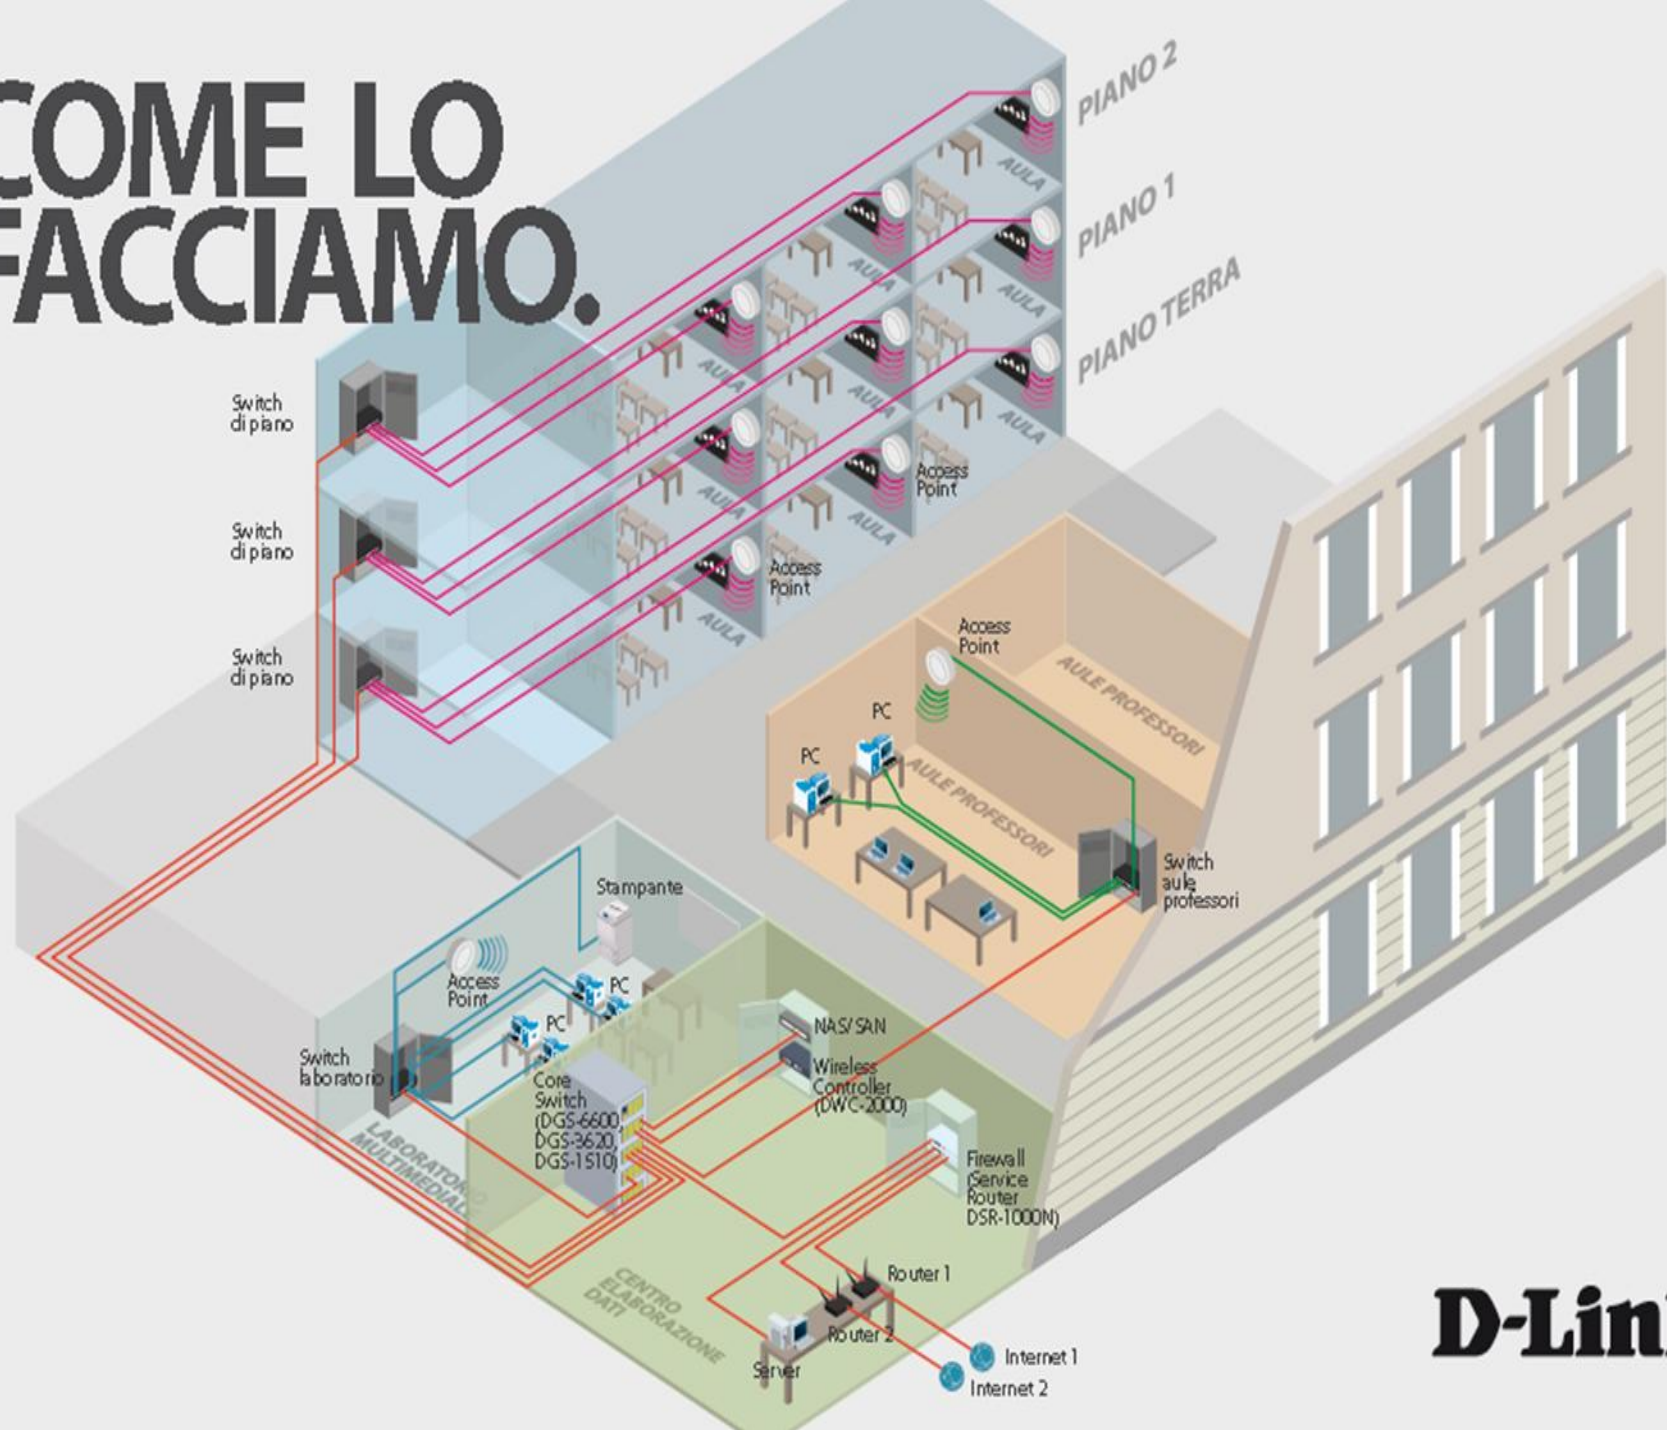 COME LO
FACCIAMO.
PIANO 2
PIANO 1
PIANO TERRA
AULA
AULA
AULA
AULA
AULA
AULA
AULA
AULA
AULA
Switch
di piano
Switch
di piano
Switch
di piano
Access
Point
Access
Point
Access
Point
PC
PC
AULE PROFESSORI
AULE PROFESSORI
Switch
aule
professori
Stampante
Access
Point
PC
PC
Switch
laboratorio
LABORATORIO
MULTIMEDIALE
Core
Switch
(DGS-6600,
DGS-3620,
DGS-1510)
NAS/SAN
Wireless
Controller
(DWC-2000)
Firewall
(Service
Router
DSR-1000N)
CENTRO
ELABORAZIONE
DATI
Router 1
Router 2
Server
Internet 1
Internet 2
D-Lin